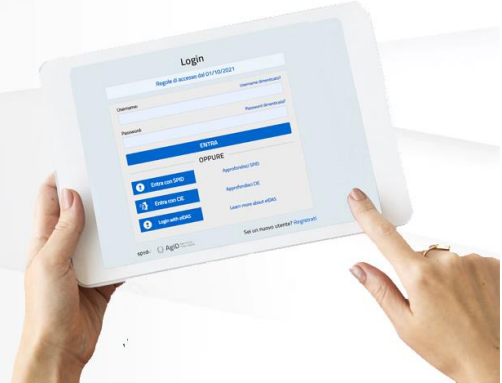 Login
Regole di accesso dal 01/10/2021
Username dimenticato?
Username:
Password dimenticata?
Password:
ENTRA
OPPURE
Entra con SPID
Approfondisci SPID
Entra con CIE
Approfondisci CIE
Login with eIDAS
Learn more about eIDAS
spid
AgID
Sei un nuovo utente? Registrati